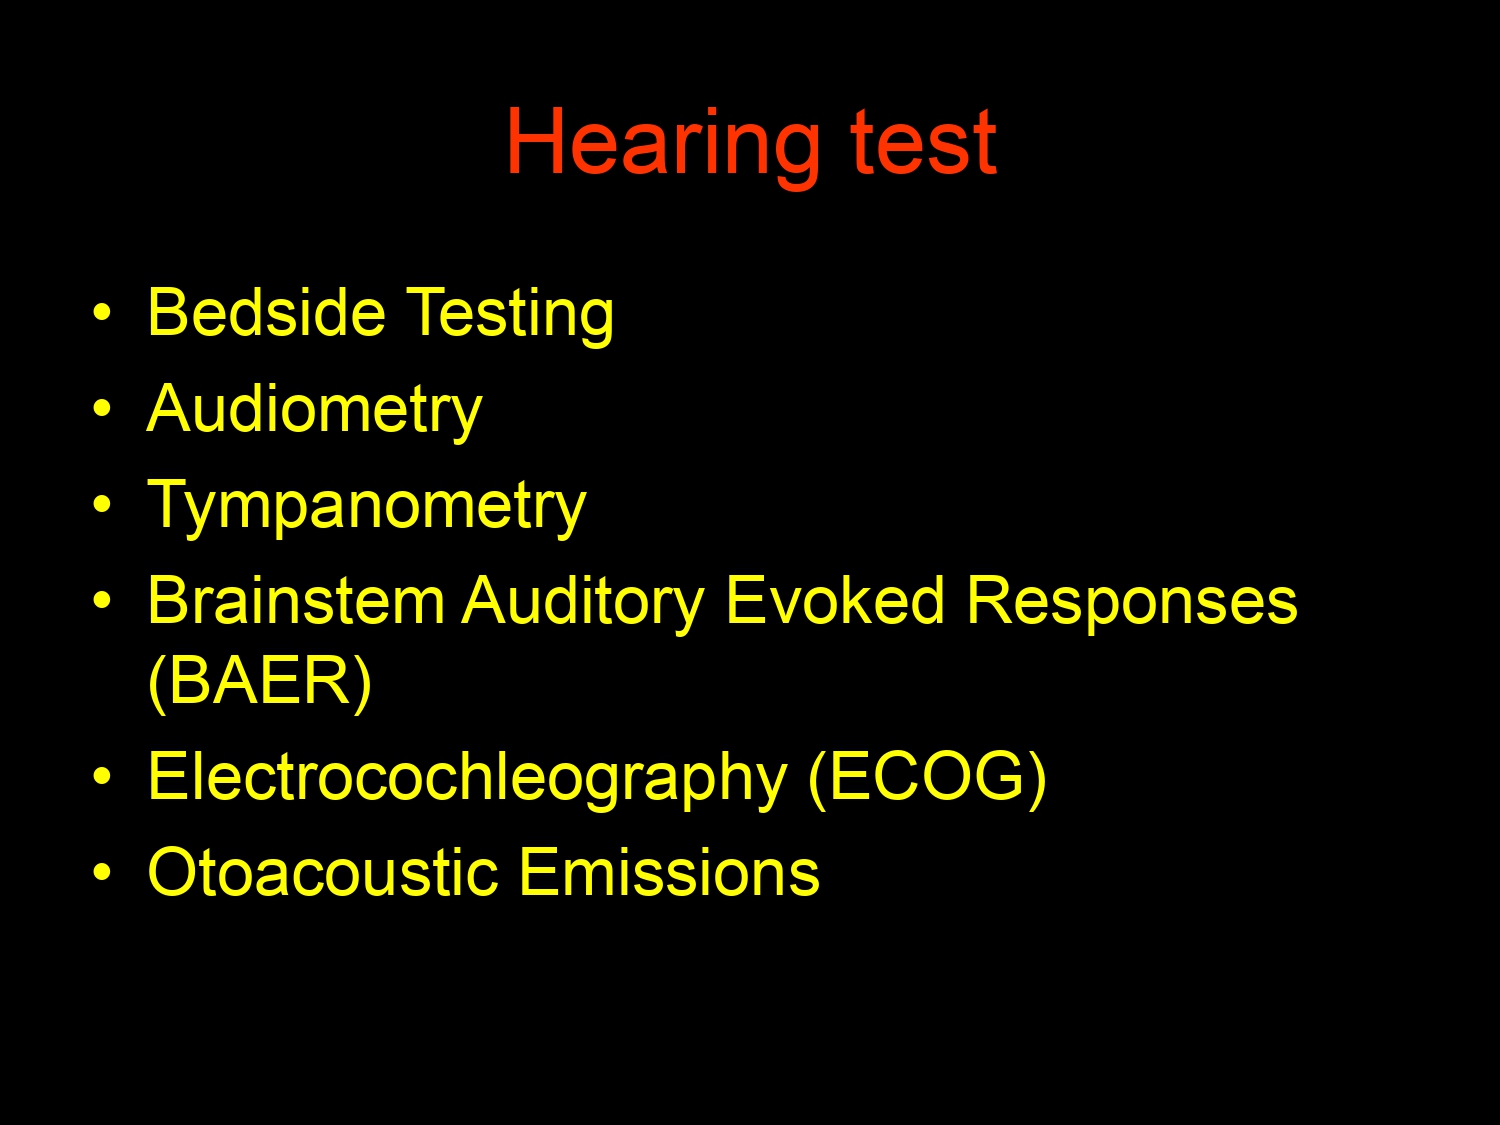 Hearing test
• Bedside Testing
• Audiometry
• Tympanometry
• Brainstem Auditory Evoked Responses
(BAER)
• Electrocochleography (ECOG)
• Otoacoustic Emissions